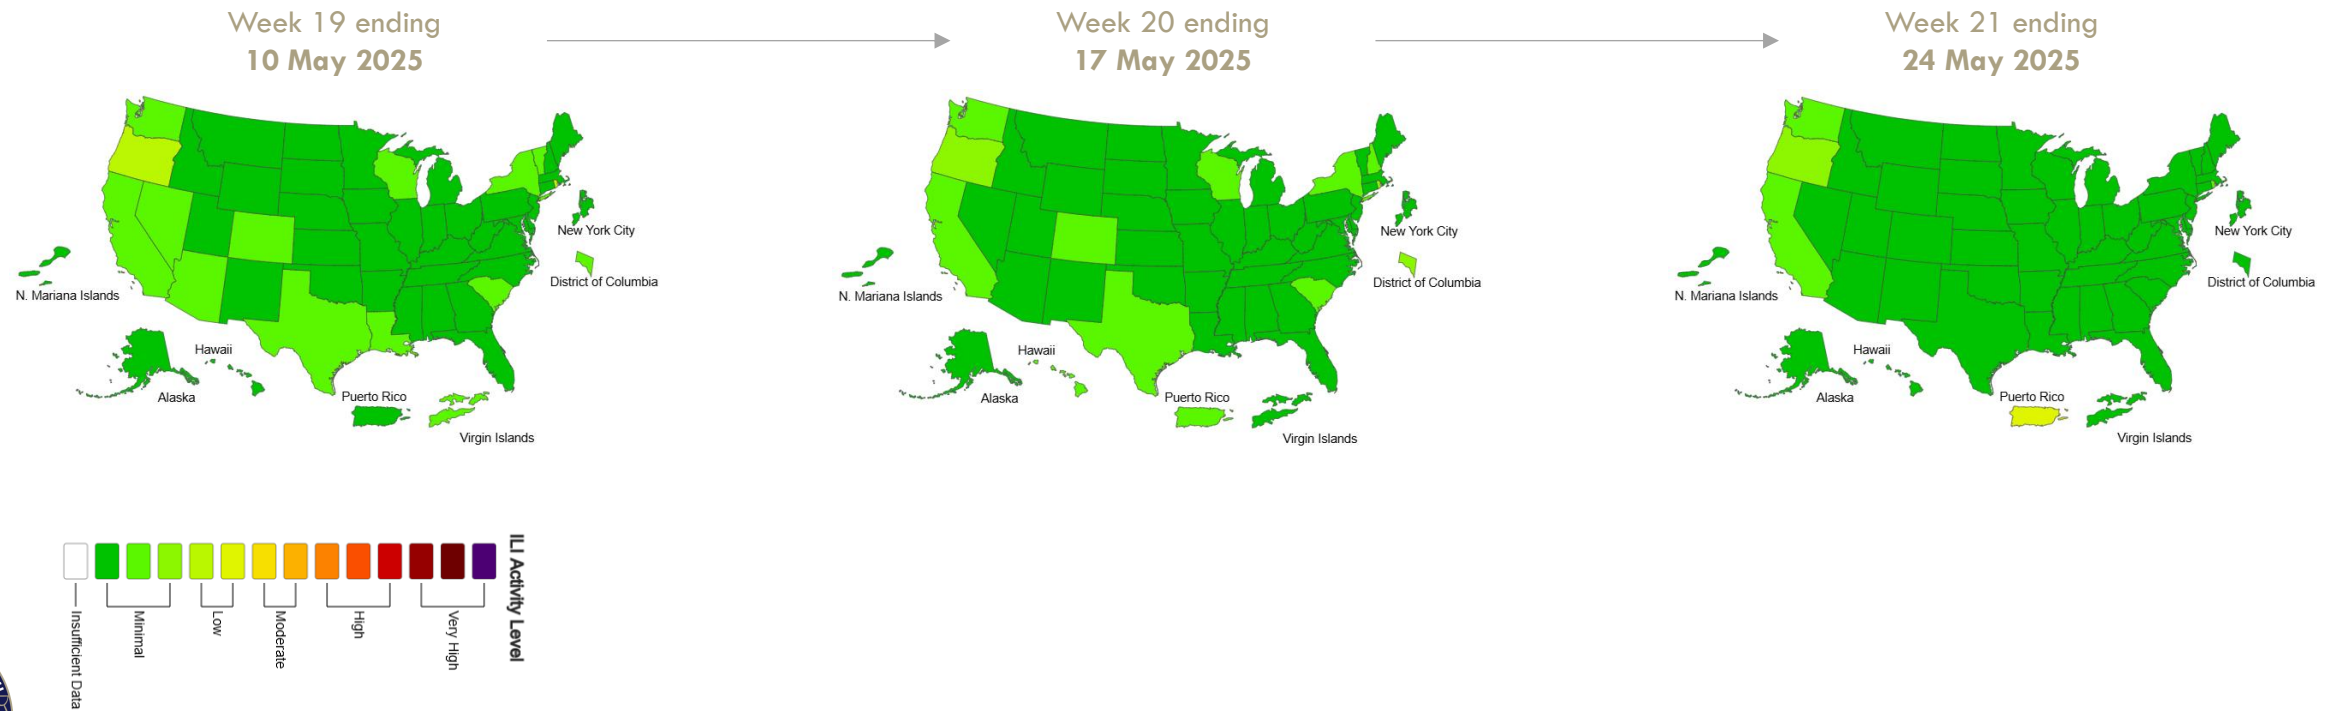 Week 19 ending
10 May 2025
Week 20 ending
17 May 2025
Week 21 ending
24 May 2025
New York City
District of Columbia
N. Mariana Islands
Hawaii
Alaska
Puerto Rico
Virgin Islands
New York City
District of Columbia
N. Mariana Islands
Hawaii
Alaska
Puerto Rico
Virgin Islands
New York City
District of Columbia
N. Mariana Islands
Hawaii
Alaska
Puerto Rico
Virgin Islands
ILI Activity Level
Insufficient Data
Minimal
Low
Moderate
High
Very High